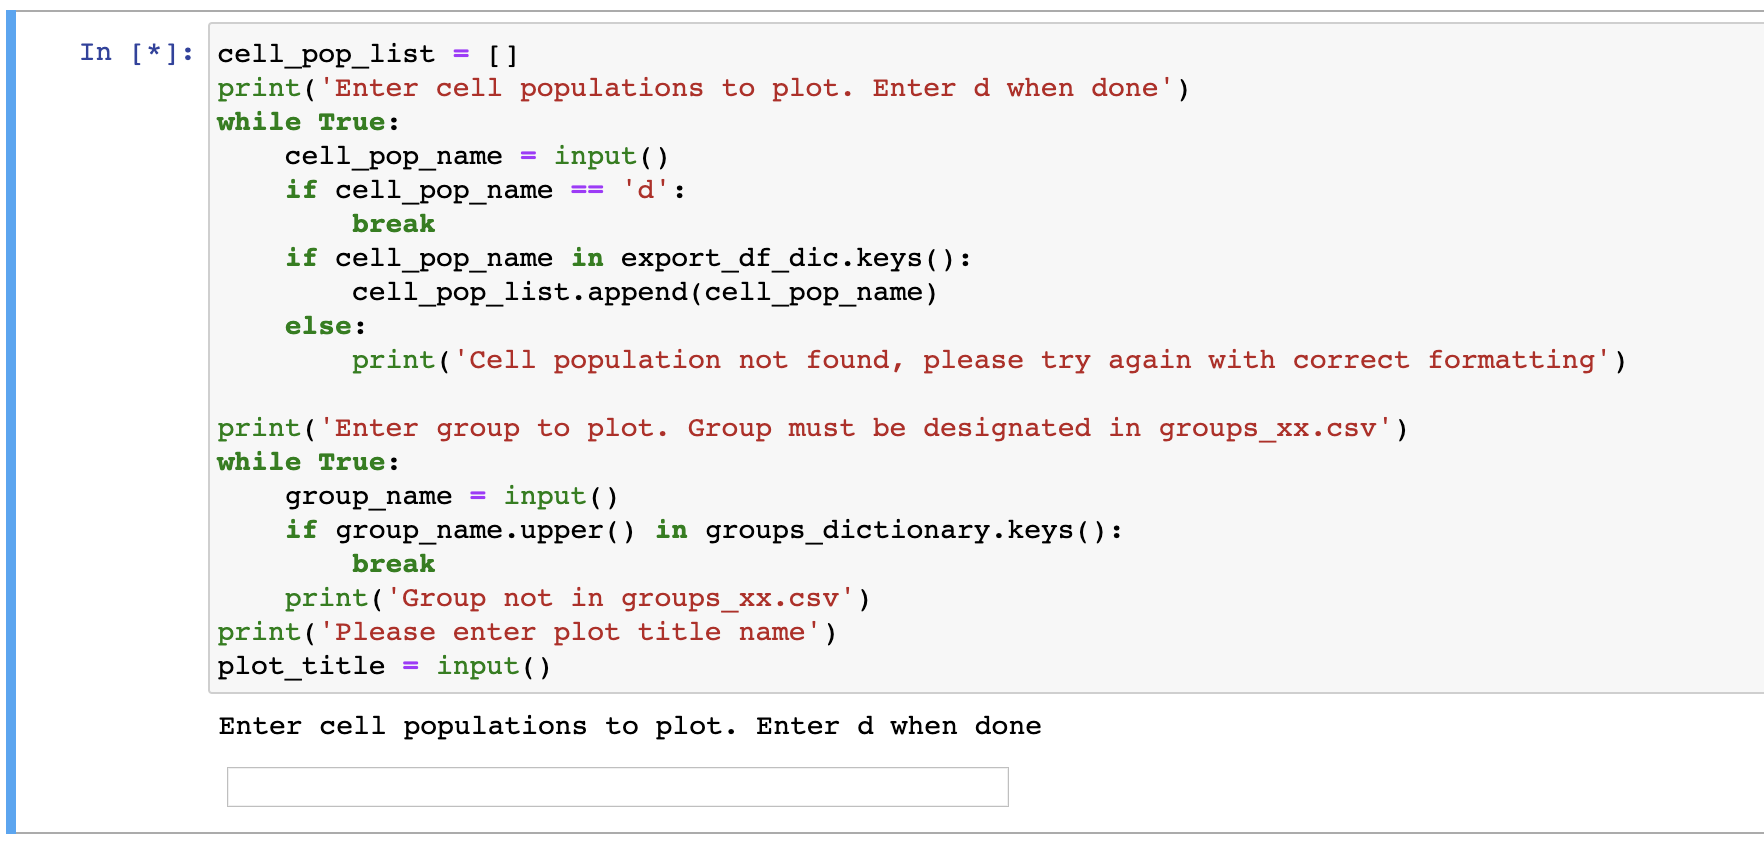 In [*]: cell_pop_list = []
print('Enter cell populations to plot. Enter d when done')
while True:
    cell_pop_name = input()
    if cell_pop_name == 'd':
        break
    if cell_pop_name in export_df_dic.keys():
        cell_pop_list.append(cell_pop_name)
    else:
        print('Cell population not found, please try again with correct formatting')
print('Enter group to plot. Group must be designated in groups_xx.csv')
while True:
    group_name = input()
    if group_name.upper() in groups_dictionary.keys():
        break
    print('Group not in groups_xx.csv')
print('Please enter plot title name')
plot_title = input()
Enter cell populations to plot. Enter d when done